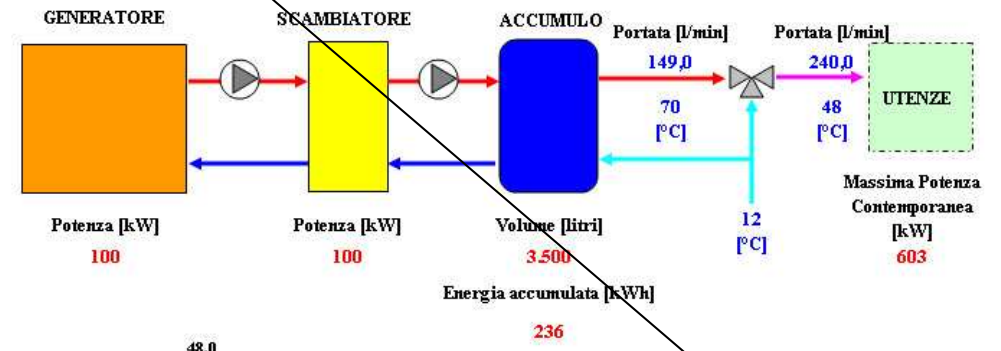 GENERATORE
SCAMBIATORE
ACCUMULO
Portata [l/min]
Portata [l/min]
149,0
240,0
UTENZE
70
[°C]
48
[°C]
Massima Potenza
Contemporanea
[kW]
603
12
[°C]
Potenza [kW]
100
Potenza [kW]
100
Volume [litri]
3.500
Energia accumulata [kWh]
236
48,0